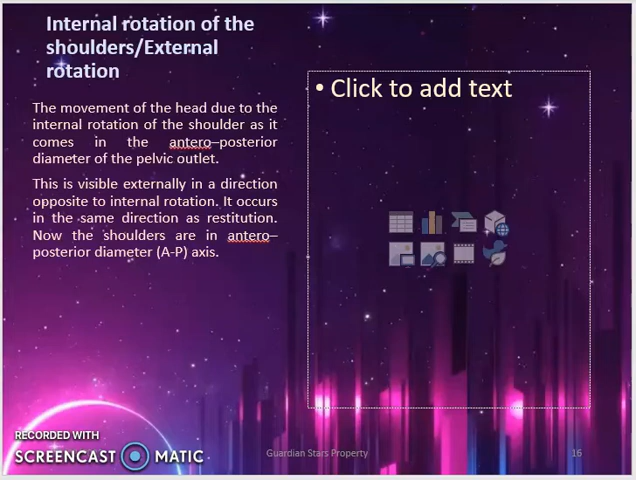 Internal rotation of the
shoulders/External
rotation
The movement of the head due to the
internal rotation of the shoulder as it
comes in the antero–posterior
diameter of the pelvic outlet.
This is visible externally in a direction
opposite to internal rotation. It occurs
in the same direction as restitution.
Now the shoulders are in antero–
posterior diameter (A-P) axis.
• Click to add text
RECORDED WITH
SCREENCAST MATIC
Guardian Stars Property
16